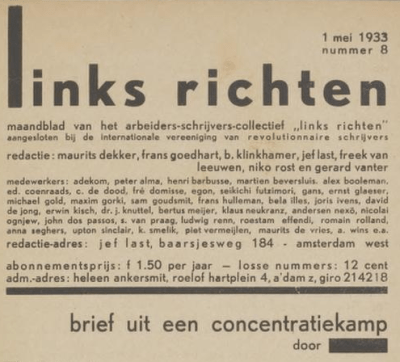 1 mei 1933
nummer 8
links richten
maandblad van het arbeiders-schrijvers-collectief „links richten"
aangesloten bij de internationale vereeniging van revolutionnaire schrijvers
redactie: maurits dekker, frans goedhart, b. klinkhamer, jef last, freek van
leeuwen, niko rost en gerard vanter
medewerkers: adekom, peter alma, henri barbusse, martien beversluis. alex booleman.
ed. coenraads, c. de dood, fré domisse, egon, seikichi futzimori, gans, ernst glaeser,
michael gold, maxim gorki, sam goudsmit, frans hulleman, bela illes, joris ivens, david
de jong, erwin kisch, dr. j. knuttel, bertus meijer, klaus neukranz, andersen nexö, nicolai
ognjew, john dos passos, s. van praag, ludwig renn, roestam effendi, romain rolland,
anna seghers, upton sinclair, k. smelik, piet vermeijlen, maurits de vries, a. wins e.a.
redactie-adres: jef last, baarsjesweg 184 - amsterdam west
abonnementsprijs: f 1.50 per jaar — losse nummers: 12 cent
adm.-adres: heleen ankersmit, roelof hartplein 4, a'dam z, giro 214218
brief uit een concentratiekamp
door